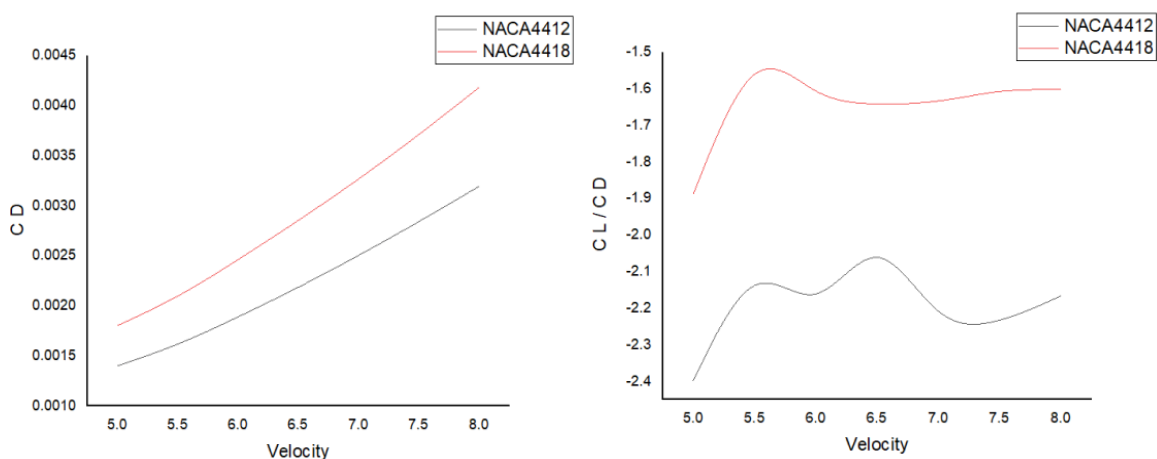 NACA4412
NACA4418
0.0045
0.0040
0.0035
0.0030
0.0025
0.0020
0.0015
0.0010
C D
5.0 5.5 6.0 6.5 7.0 7.5 8.0
Velocity
NACA4412
NACA4418
-1.5
-1.6
-1.7
-1.8
-1.9
-2.0
-2.1
-2.2
-2.3
-2.4
C L / C D
5.0 5.5 6.0 6.5 7.0 7.5 8.0
Velocity